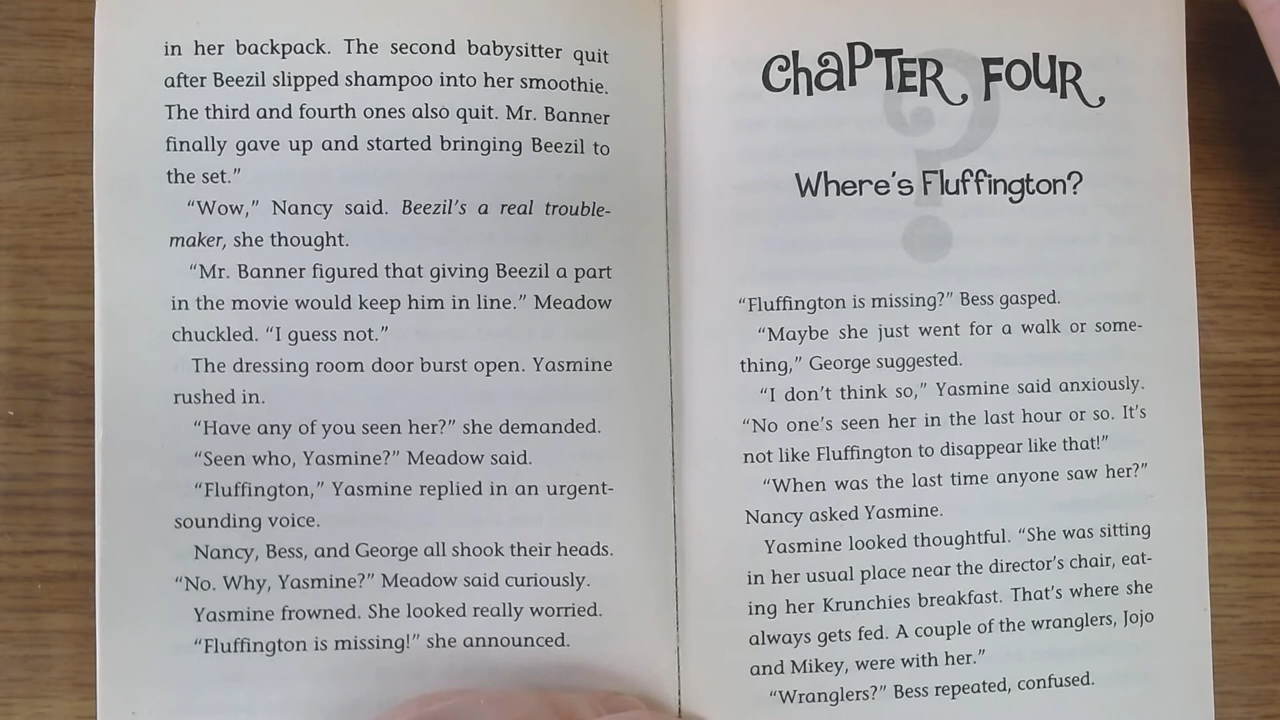 in her backpack. The second babysitter quit
after Beezil slipped shampoo into her smoothie.
The third and fourth ones also quit. Mr. Banner
finally gave up and started bringing Beezil to
the set.”
“Wow,” Nancy said. Beezil’s a real trouble-
maker, she thought.
“Mr. Banner figured that giving Beezil a part
in the movie would keep him in line.” Meadow
chuckled. “I guess not.”
The dressing room door burst open. Yasmine
rushed in.
“Have any of you seen her?” she demanded.
“Seen who, Yasmine?” Meadow said.
“Fluffington,” Yasmine replied in an urgent-
sounding voice.
Nancy, Bess, and George all shook their heads.
“No. Why, Yasmine?” Meadow said curiously.
Yasmine frowned. She looked really worried.
“Fluffington is missing!” she announced.
ChaPTER FOUR
?
Where’s Fluffington?
“Fluffington is missing?” Bess gasped.
“Maybe she just went for a walk or some-
thing,” George suggested.
“I don’t think so,” Yasmine said anxiously.
“No one’s seen her in the last hour or so. It’s
not like Fluffington to disappear like that!”
“When was the last time anyone saw her?”
Nancy asked Yasmine.
Yasmine looked thoughtful. “She was sitting
in her usual place near the director’s chair, eat-
ing her Krunchies breakfast. That’s where she
always gets fed. A couple of the wranglers, Jojo
and Mikey, were with her.”
“Wranglers?” Bess repeated, confused.